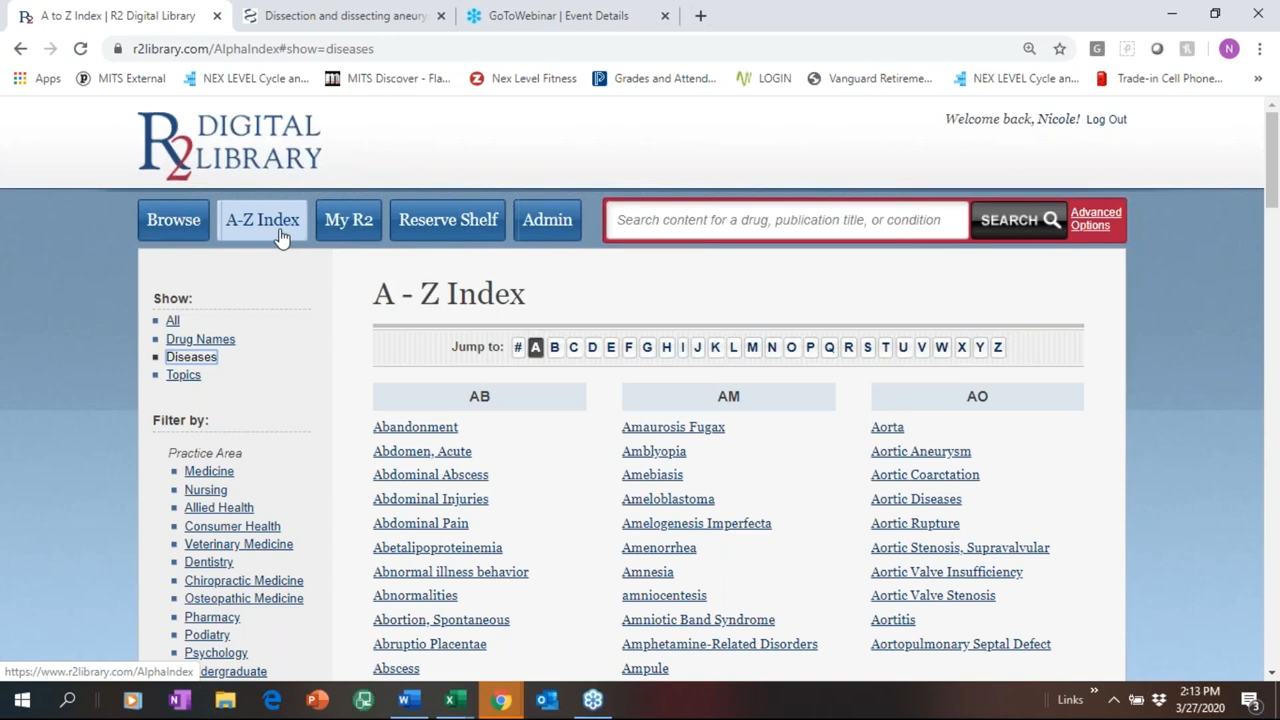 A to Z Index | R2 Digital Library
Dissection and dissecting aneury
GoToWebinar | Event Details
r2library.com/AlphaIndex#show=diseases
Apps
MITS External
NEX LEVEL Cycle an...
MITS Discover - Fla...
Nex Level Fitness
Grades and Attend...
LOGIN
Vanguard Retireme...
NEX LEVEL Cycle an...
Trade-in Cell Phone...
R2 DIGITAL LIBRARY
Welcome back, Nicole! Log Out
Browse
A-Z Index
My R2
Reserve Shelf
Admin
Search content for a drug, publication title, or condition
SEARCH
Advanced
Options
Show:
All
Drug Names
Diseases
Topics
Filter by:
Practice Area
Medicine
Nursing
Allied Health
Consumer Health
Veterinary Medicine
Dentistry
Chiropractic Medicine
Osteopathic Medicine
Pharmacy
Podiatry
Psychology
dergraduate
A - Z Index
Jump to: # A B C D E F G H I J K L M N O P Q R S T U V W X Y Z
AB
Abandonment
Abdomen, Acute
Abdominal Abscess
Abdominal Injuries
Abdominal Pain
Abetalipoproteinemia
Abnormal illness behavior
Abnormalities
Abortion, Spontaneous
Abruptio Placentae
Abscess
AM
Amaurosis Fugax
Amblyopia
Amebiasis
Ameloblastoma
Amelogenesis Imperfecta
Amenorrhea
Amnesia
amniocentesis
Amniotic Band Syndrome
Amphetamine-Related Disorders
Ampule
AO
Aorta
Aortic Aneurysm
Aortic Coarctation
Aortic Diseases
Aortic Rupture
Aortic Stenosis, Supravalvular
Aortic Valve Insufficiency
Aortic Valve Stenosis
Aortitis
Aortopulmonary Septal Defect
https://www.r2library.com/AlphaIndex
Links
2:13 PM
3/27/2020